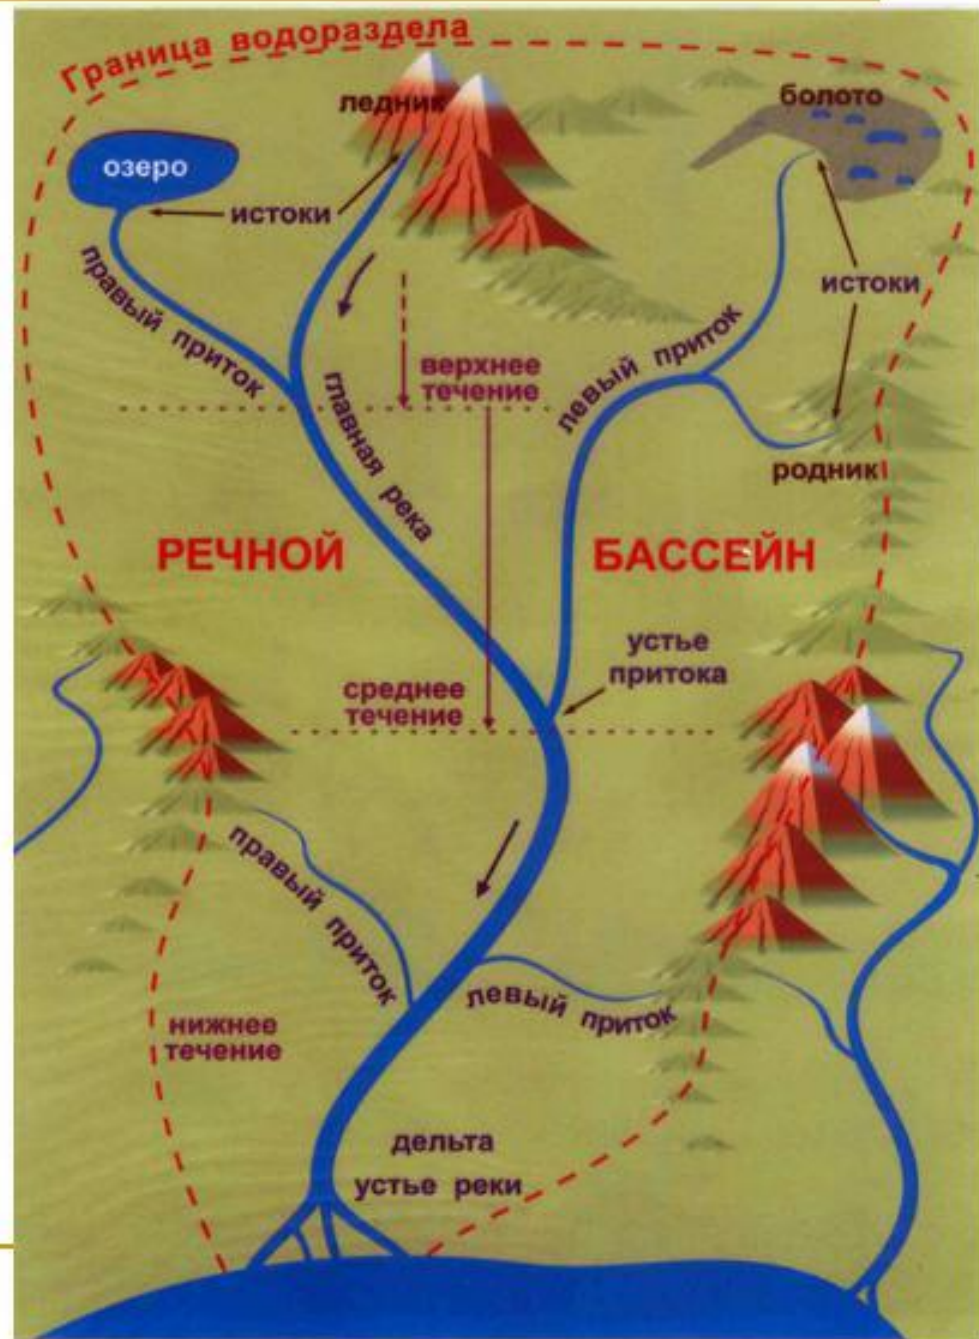 Граница водораздела
ледник
болото
озеро
истоки
правый приток
истоки
левый приток
верхнее
течение
главная река
родник
РЕЧНОЙ БАССЕЙН
устье
притока
среднее
течение
правый приток
левый приток
нижнее
течение
дельта
устье реки